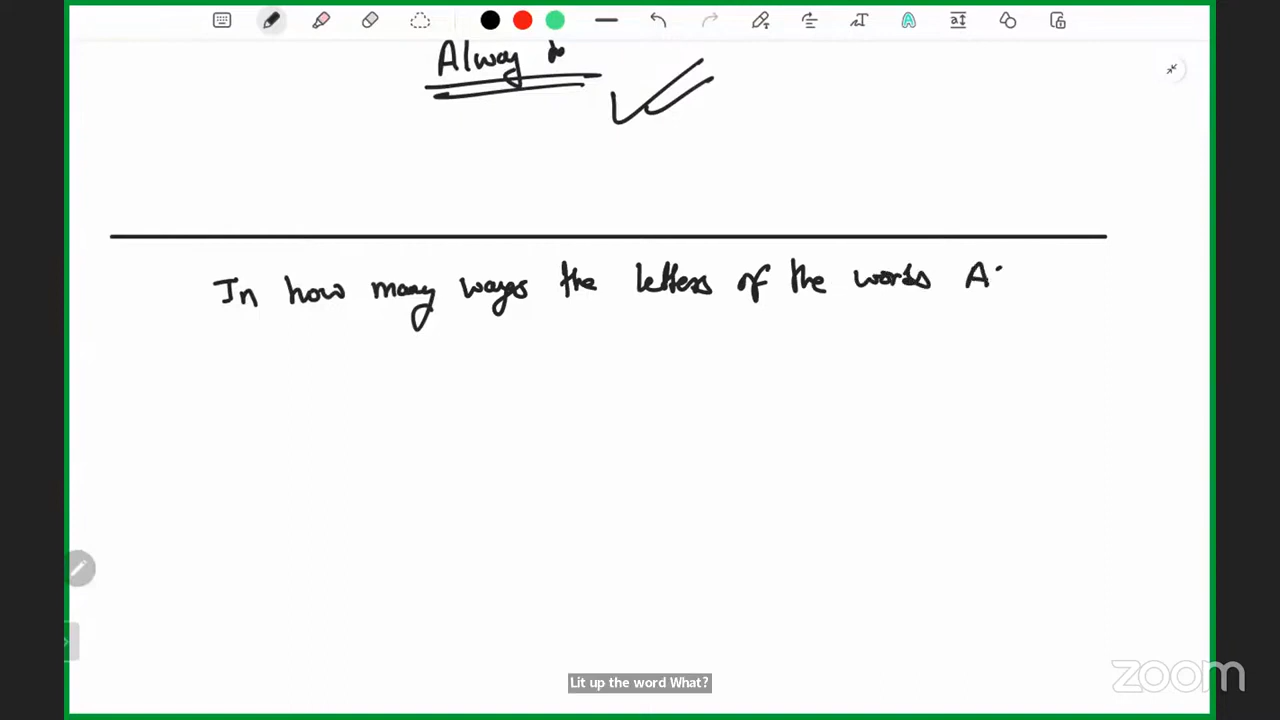 Alway
In how many ways the letters of the words A
Lit up the word What?
zoom